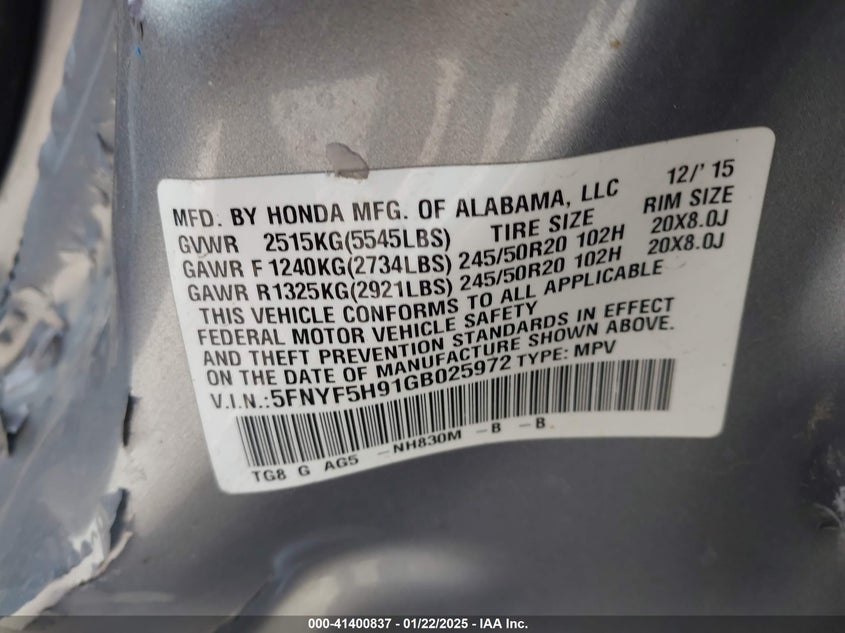 12/' 15
MFD. BY HONDA MFG. OF ALABAMA, LLC
GVWR 2515KG(5545LBS) TIRE SIZE RIM SIZE
GAWR F 1240KG(2734LBS) 245/50R20 102H 20X8.0J
GAWR R 1325KG(2921LBS) 245/50R20 102H 20X8.0J
THIS VEHICLE CONFORMS TO ALL APPLICABLE
FEDERAL MOTOR VEHICLE SAFETY
AND THEFT PREVENTION STANDARDS IN EFFECT
ON THE DATE OF MANUFACTURE SHOWN ABOVE.
V.I.N.:5FNYF5H91GB025972 TYPE: MPV
TG8 G AG5 -NH830M -B -B
000-41400837 - 01/22/2025 - IAA Inc.